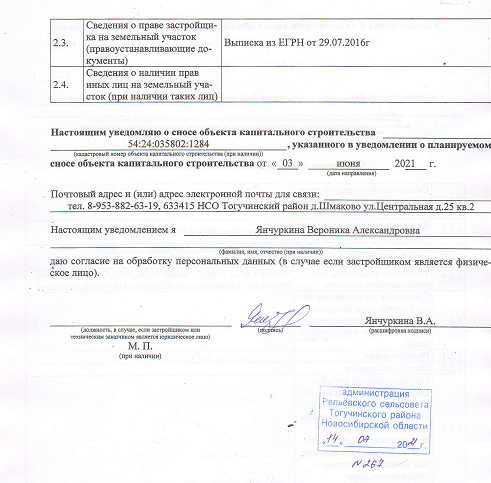 2.3. Сведения о праве застройщи-
ка на земельный участок
(правоустанавливающие до-
кументы) Выписка из ЕГРН от 29.07.2016г
2.4. Сведения о наличии прав
иных лиц на земельный уча-
сток (при наличии таких лиц)
Настоящим уведомляю о сносе объекта капитального строительства
54:24:035802:1284 , указанного в уведомлении о планируемом
(кадастровый номер объекта капитального строительства (при наличии))
сносе объекта капитального строительства от « 03 » июня 2021 г.
(дата направления)
Почтовый адрес и (или) адрес электронной почты для связи:
тел. 8-953-882-63-19, 633415 НСО Тогучинский район д.Шмаково ул.Центральная д.25 кв.2
Настоящим уведомлением я Янчуркина Вероника Александровна
(фамилия, имя, отчество (при наличии))
даю согласие на обработку персональных данных (в случае если застройщиком является физиче-
ское лицо).
Янчуркина В.А.
(должность, в случае, если застройщиком или
техническим заказчиком является юридическое лицо) (подпись) (расшифровка подписи)
М. П.
(при наличии)
администрация
Репьёвского сельсовета
Тогучинского района
Новосибирской области
"14" 07 2021 г.
N 267